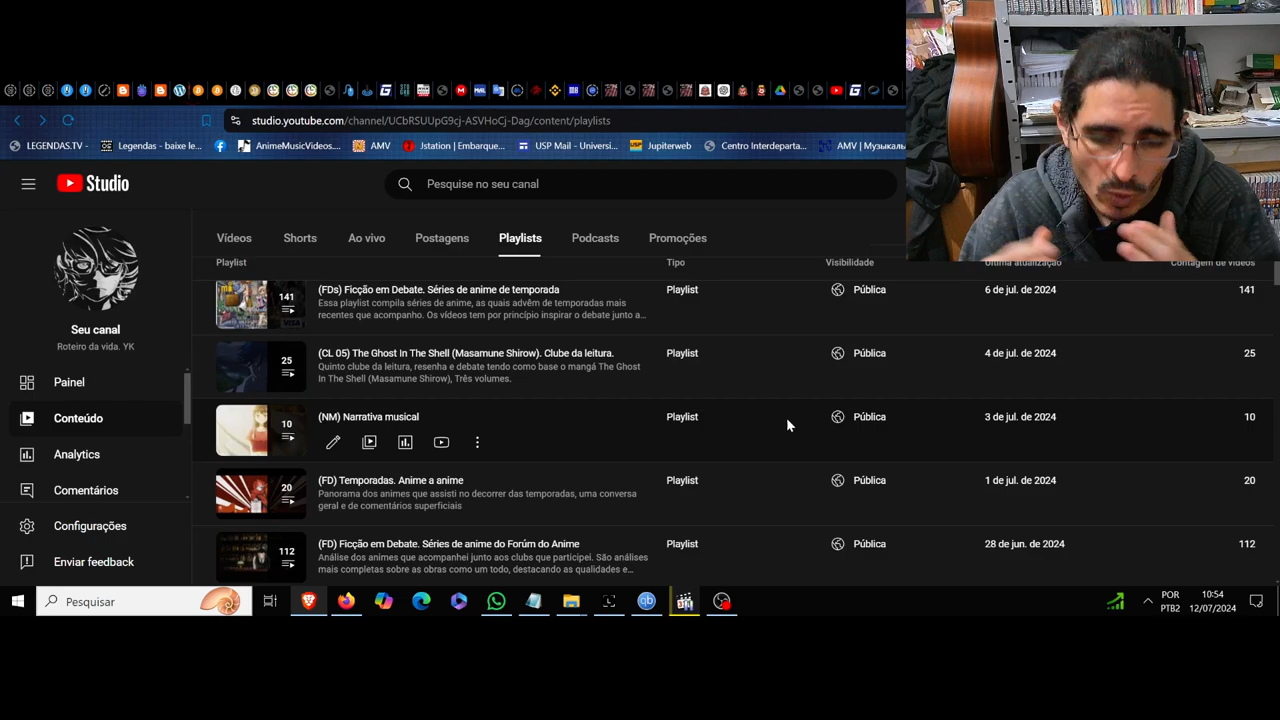 studio.youtube.com/channel/UCbRSUUpG9cj-ASVHoCj-Dag/content/playlists
LEGENDAS.TV -
Legendas - baixe le...
AnimeMusicVideos....
AMV
Jstation | Embarque...
USP Mail - Universi...
Jupiterweb
Centro Interdeparta...
AMV | Музыкаль
Studio
Pesquise no seu canal
Vídeos
Shorts
Ao vivo
Postagens
Playlists
Podcasts
Promoções
Playlist
Tipo
Visibilidade
Última atualização
Contagem de vídeos
141
(FDs) Ficção em Debate. Séries de anime de temporada
Essa playlist compila séries de anime, as quais advêm de temporadas mais
recentes que acompanho. Os vídeos tem por princípio inspirar o debate junto a...
Playlist
Pública
6 de jul. de 2024
141
25
(CL 05) The Ghost In The Shell (Masamune Shirow). Clube da leitura.
Quinto clube da leitura, resenha e debate tendo como base o mangá The Ghost
In The Shell (Masamune Shirow), Três volumes.
Playlist
Pública
4 de jul. de 2024
25
10
(NM) Narrativa musical
Playlist
Pública
3 de jul. de 2024
10
20
(FD) Temporadas. Anime a anime
Panorama dos animes que assisti no decorrer das temporadas, uma conversa
geral e de comentários superficiais
Playlist
Pública
1 de jul. de 2024
20
112
(FD) Ficção em Debate. Séries de anime do Forúm do Anime
Análise dos animes que acompanhei junto aos clubs que participei. São análises
mais completas sobre as obras como um todo, destacando as qualidades e...
Playlist
Pública
28 de jun. de 2024
112
Seu canal
Roteiro da vida. YK
Painel
Conteúdo
Analytics
Comentários
Configurações
Enviar feedback
Pesquisar
POR
PTB2
10:54
12/07/2024